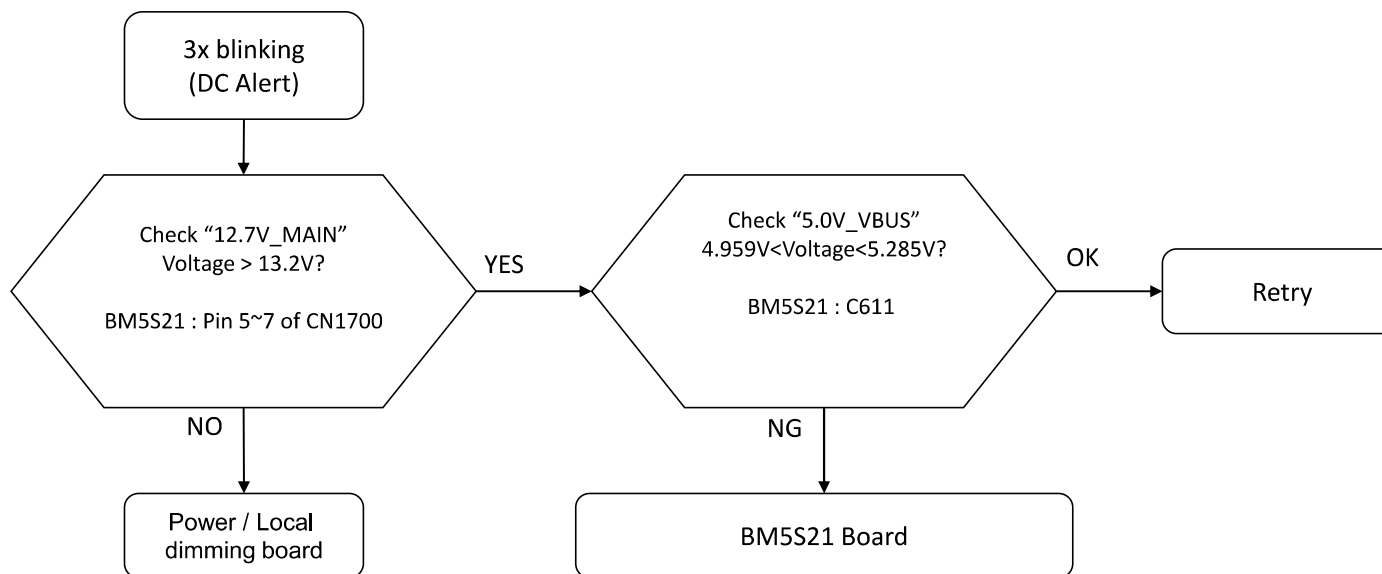 3x blinking
(DC Alert)
Check “12.7V_MAIN”
Voltage > 13.2V?
BM5S21 : Pin 5~7 of CN1700
YES
Check “5.0V_VBUS”
4.959V<Voltage<5.285V?
BM5S21 : C611
OK
Retry
NO
NG
Power / Local
dimming board
BM5S21 Board